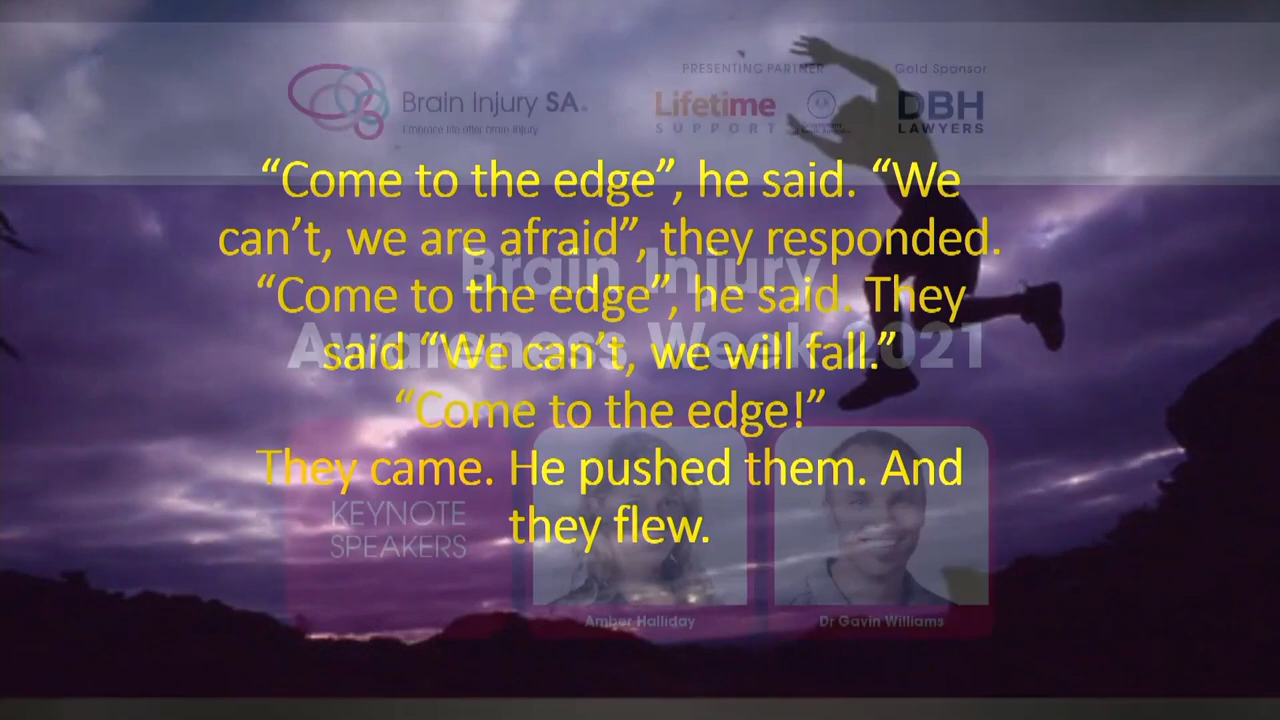 PRESENTING PARTNER
Gold Sponsor
Brain Injury SA.
Embrace life after brain injury
Lifetime
SUPPORT
DBH
LAWYERS
“Come to the edge”, he said. “We
can’t, we are afraid”, they responded.
“Come to the edge”, he said. They
said “We can’t, we will fall.”
“Come to the edge!”
They came. He pushed them. And
they flew.
Brain Injury
Awareness Week 2021
KEYNOTE
SPEAKERS
Amber Halliday
Dr Gavin Williams